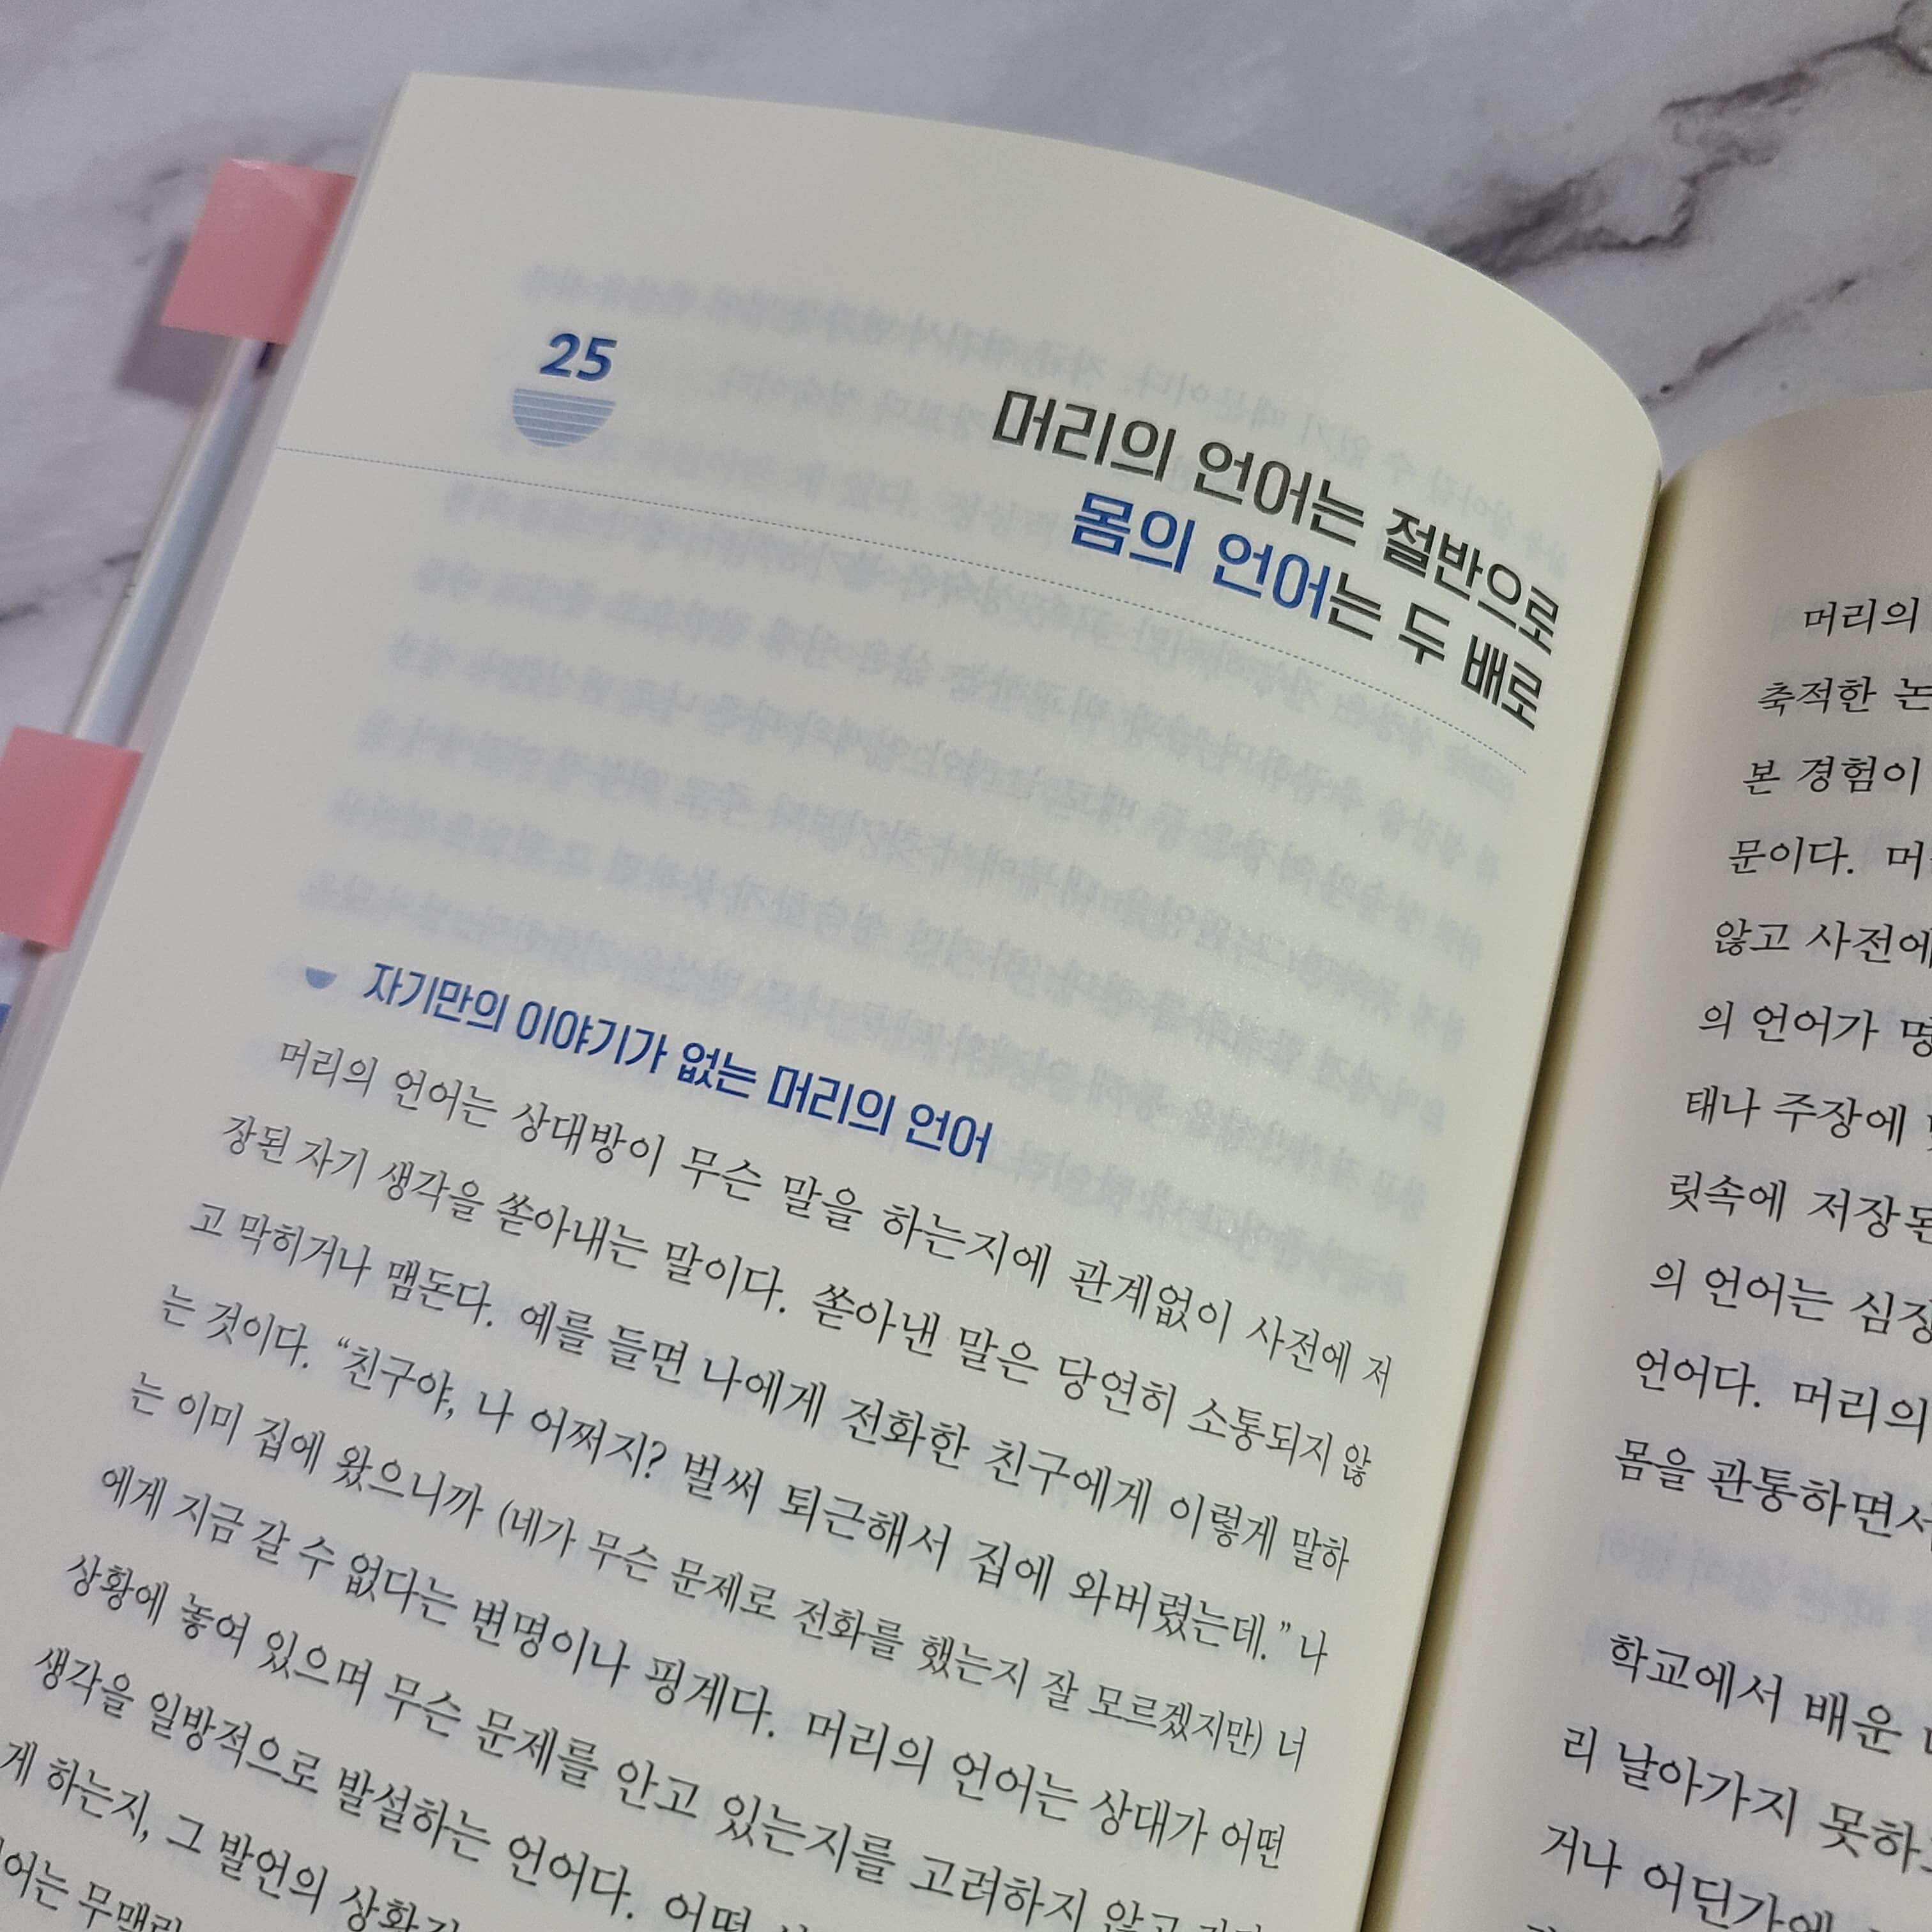 25
머리의 언어는 절반으로
몸의 언어는 두 배로
자기만의 이야기가 없는 머리의 언어
머리의 언어는 상대방이 무슨 말을 하는지에 관계없이 사전에 저
장된 자기 생각을 쏟아내는 말이다. 쏟아낸 말은 당연히 소통되지 않
고 막히거나 맴돈다. 예를 들면 나에게 전화한 친구에게 이렇게 말하
는 것이다. “친구야, 나 어쩌지? 벌써 퇴근해서 집에 와버렸는데.” 나
는 이미 집에 왔으니까 (네가 무슨 문제로 전화를 했는지 잘 모르겠지만) 너
에게 지금 갈 수 없다는 변명이나 핑계다. 머리의 언어는 상대가 어떤
상황에 놓여 있으며 무슨 문제를 안고 있는지를 고려하지 않고
생각을 일방적으로 발설하는 언어다. 어떤
게 하는지, 그 발언의
머리의
축적한
본 경험이
문이다.
않고 사전에
의 언어가
태나 주장에
릿속에 저장된
의 언어는
언어다. 머리의
몸을 관통하면서
학교에서 배운
리 날아가지
거나